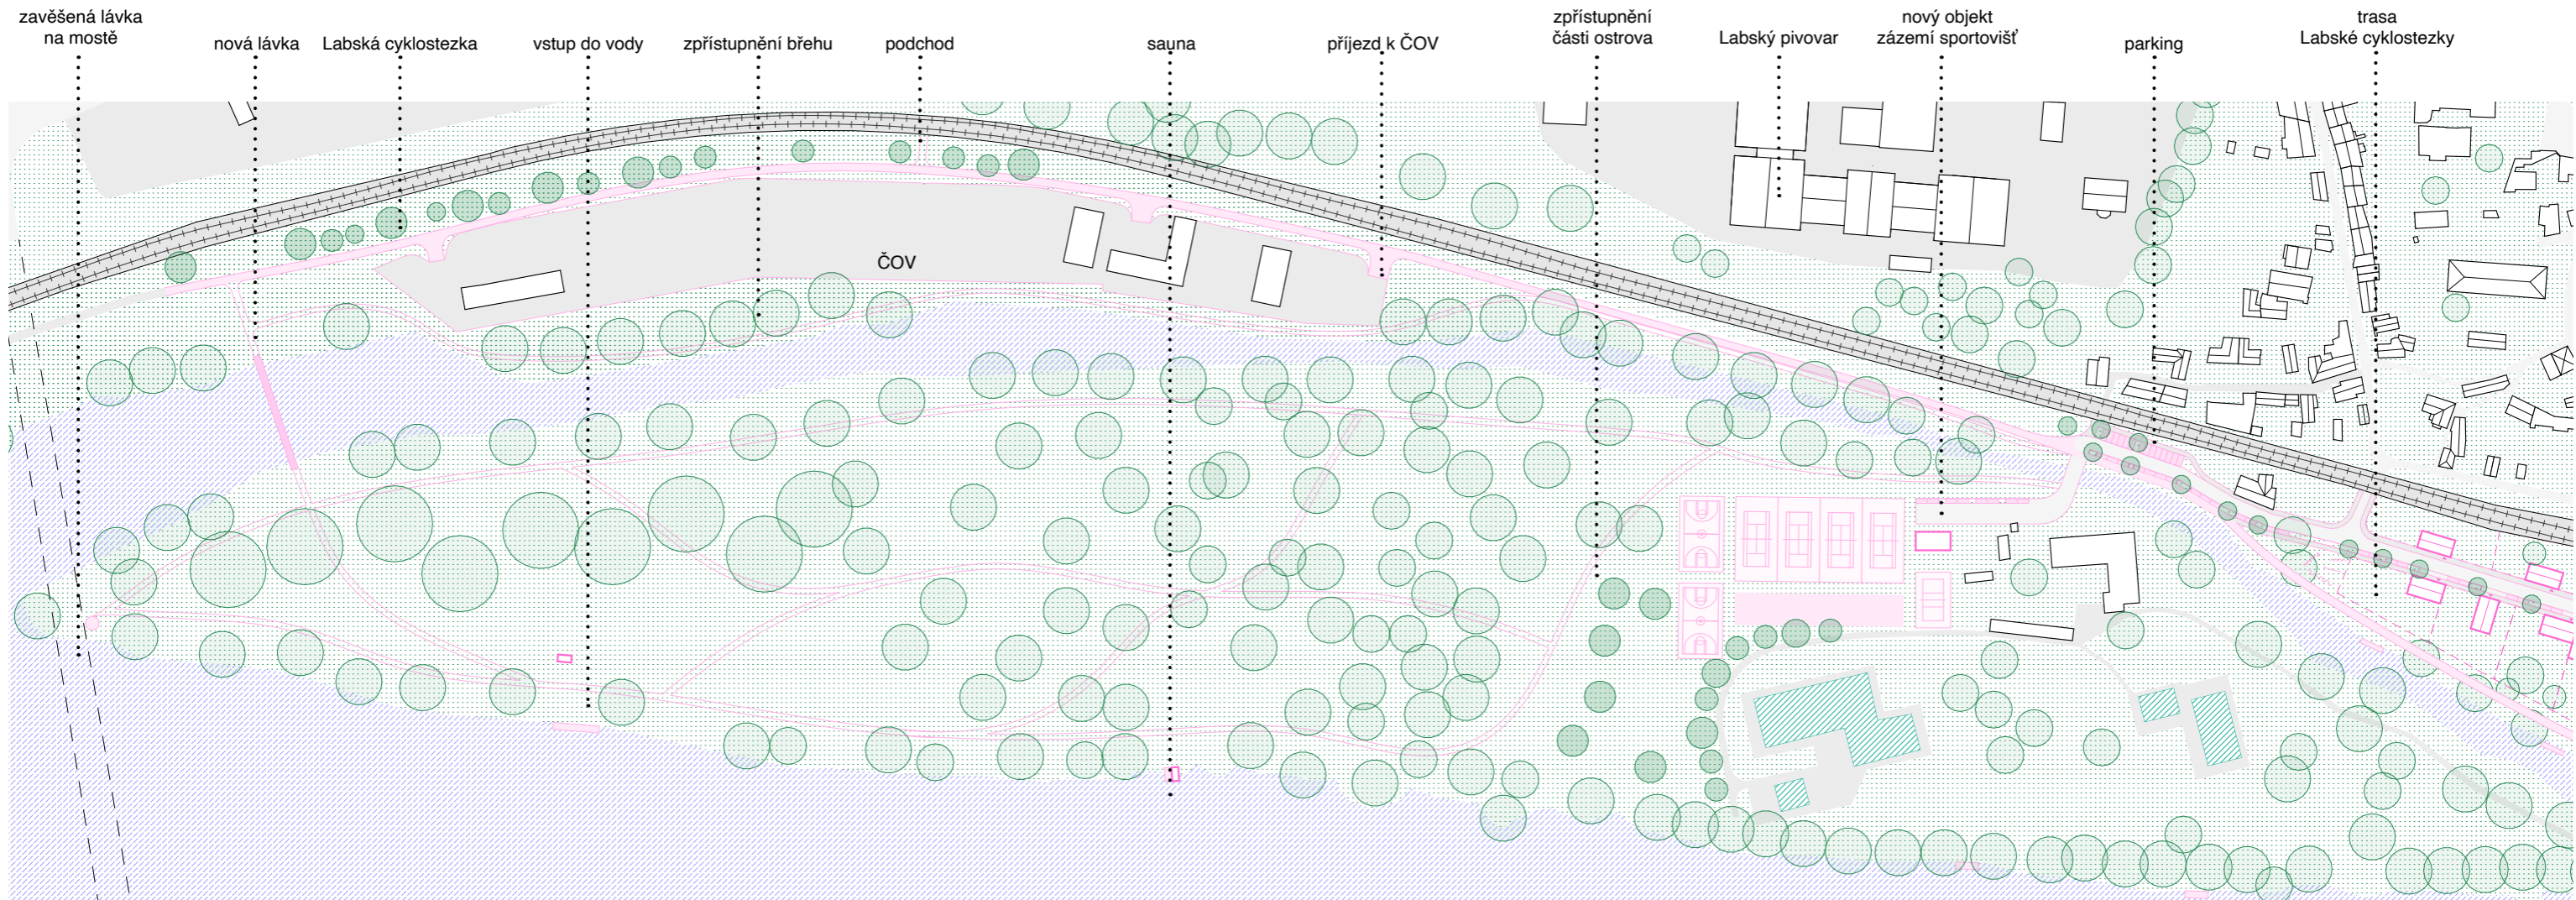 zavěšená lávka
na mostě
nová lávka
Labská cyklostezka
vstup do vody
zpřístupnění břehu
podchod
sauna
příjezd k ČOV
zpřístupnění
části ostrova
Labský pivovar
nový objekt
zázemí sportovišť
parking
trasa
Labské cyklostezky
ČOV